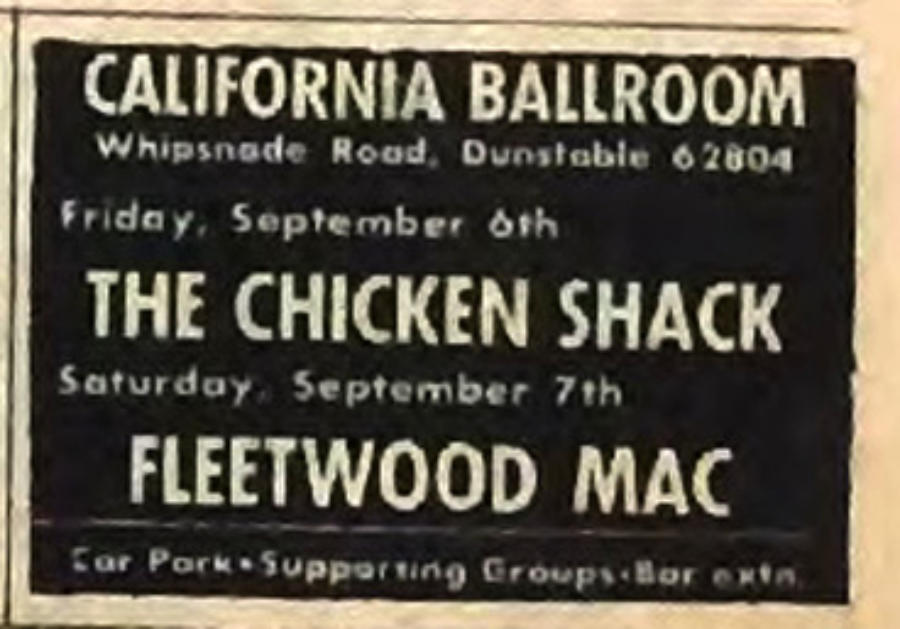 CALIFORNIA BALLROOM
Whipsnade Road, Dunstable 62804
Friday, September 6th
THE CHICKEN SHACK
Saturday, September 7th
FLEETWOOD MAC
Car Park•Supporting Groups•Bar extn.